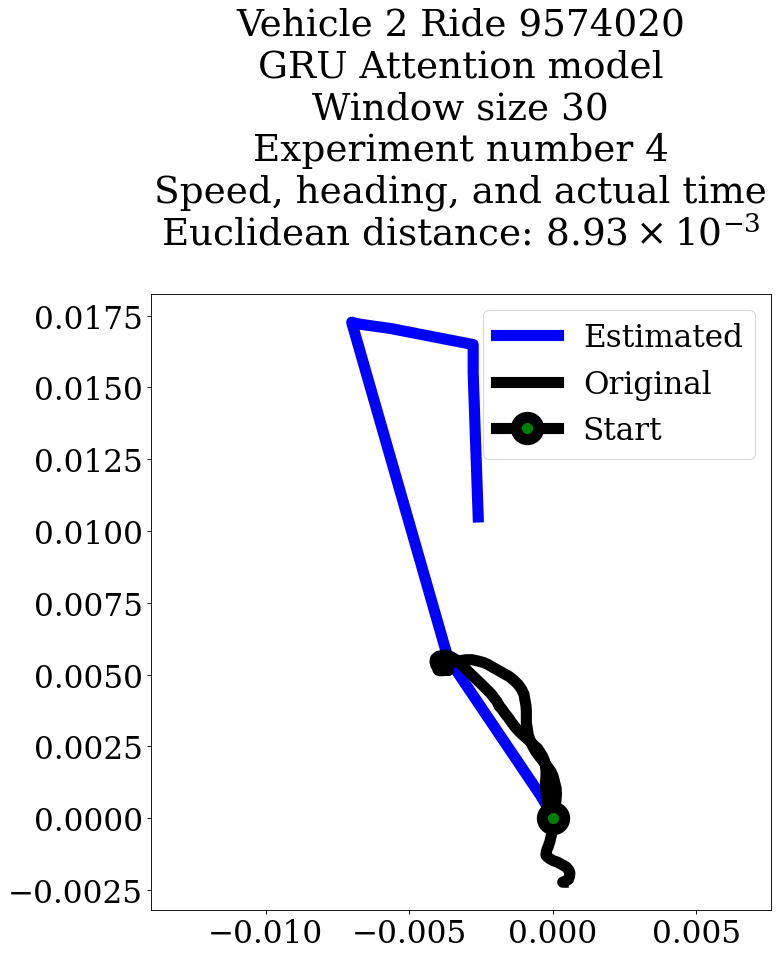 Vehicle 2 Ride 9574020
GRU Attention model
Window size 30
Experiment number 4
Speed, heading, and actual time
Euclidean distance: 8.93 × 10⁻³
Estimated
Original
Start
0.0175
0.0150
0.0125
0.0100
0.0075
0.0050
0.0025
0.0000
−0.0025
−0.010 −0.005 0.000 0.005